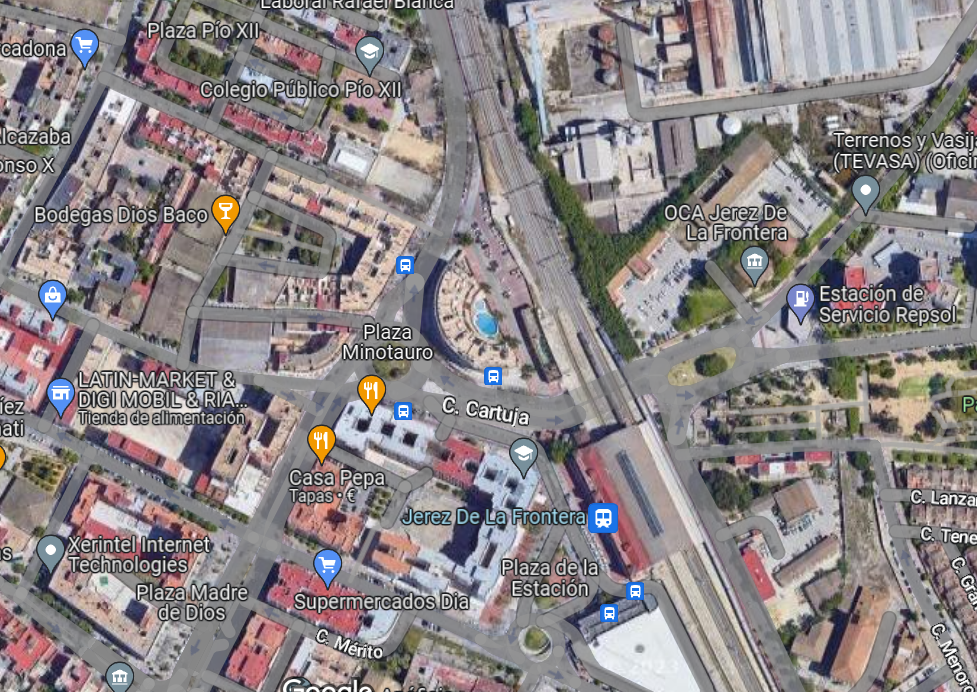 Laboral Rafael Blanca
Plaza Pío XII
cadona
Colegio Público Pío XII
lcazaba
onso X
Terrenos y Vasij
(TEVASA) (Oficin
Bodegas Dios Baco
OCA Jerez De
La Frontera
Estación de
Servicio Repsol
Plaza
Minotauro
LATIN-MARKET &
DIGI MOBIL & RIA...
Tienda de alimentación
C. Cartuja
Casa Pepa
Tapas • €
C. Lanza
Jerez De La Frontera
C. Tene
Xerintel Internet
Technologies
Plaza de la
Estación
Plaza Madre
de Dios
Supermercados Dia
C. Gra
C. Menor
C. Mérito
Google